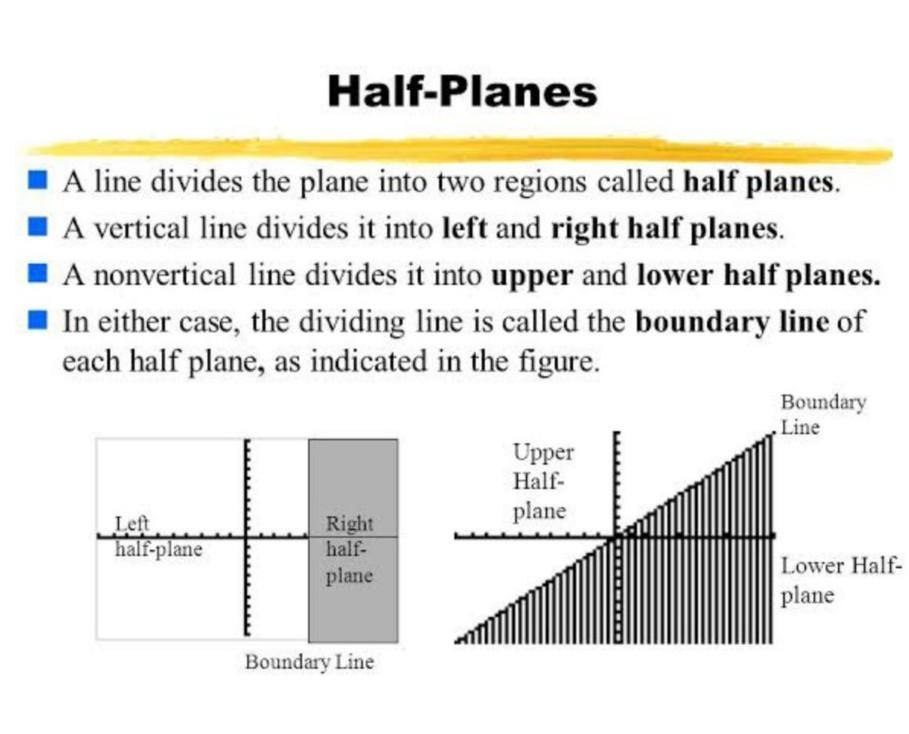 Half-Planes
A line divides the plane into two regions called half planes.
A vertical line divides it into left and right half planes.
A nonvertical line divides it into upper and lower half planes.
In either case, the dividing line is called the boundary line of
each half plane, as indicated in the figure.
Left
half-plane
Right
half-
plane
Boundary Line
Upper
Half-
plane
Boundary
Line
Lower Half-
plane